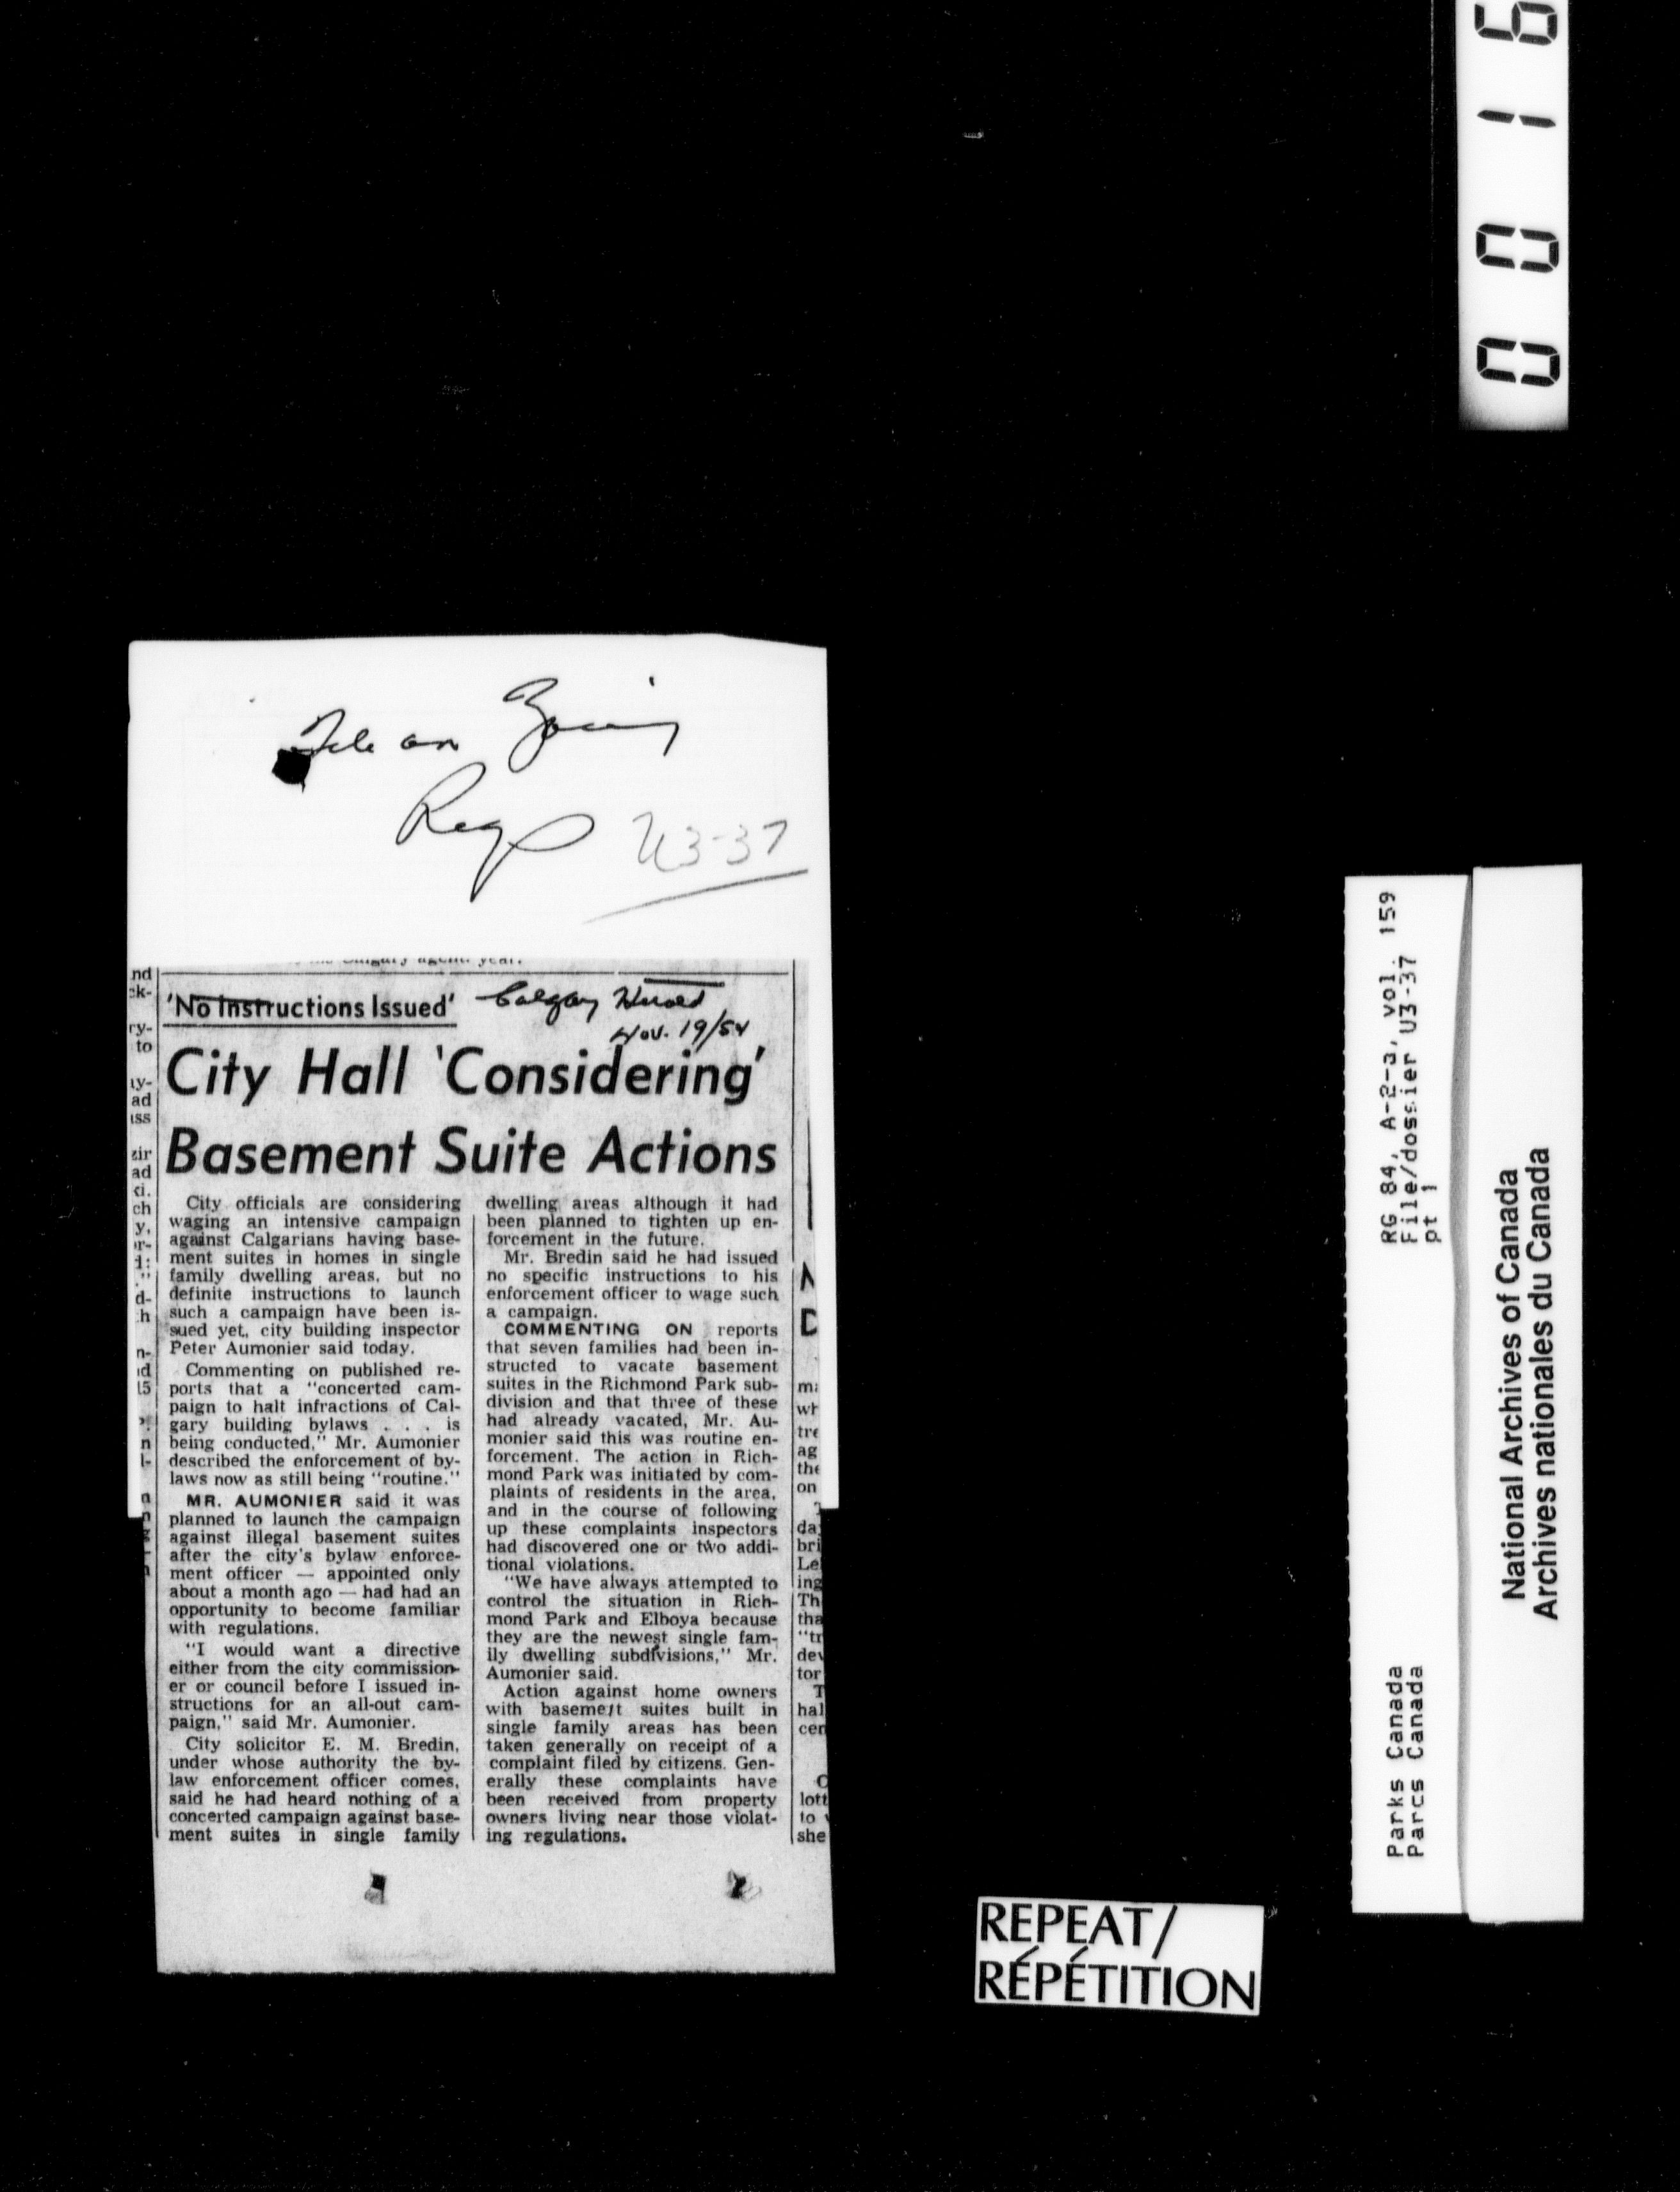 00016
File on Zoning
Regs
U3-37
'No Instructions Issued'
Calgary Herald
Nov. 19/54
City Hall 'Considering'
Basement Suite Actions
City officials are considering
waging an intensive campaign
against Calgarians having base-
ment suites in homes in single
family dwelling areas, but no
definite instructions to launch
such a campaign have been is-
sued yet, city building inspector
Peter Aumonier said today.
Commenting on published re-
ports that a "concerted cam-
paign to halt infractions of Cal-
gary building bylaws . . . is
being conducted," Mr. Aumonier
described the enforcement of by-
laws now as still being "routine."
MR. AUMONIER said it was
planned to launch the campaign
against illegal basement suites
after the city's bylaw enforce-
ment officer — appointed only
about a month ago — had had an
opportunity to become familiar
with regulations.
"I would want a directive
either from the city commission-
er or council before I issued in-
structions for an all-out cam-
paign," said Mr. Aumonier.
City solicitor E. M. Bredin,
under whose authority the by-
law enforcement officer comes,
said he had heard nothing of a
concerted campaign against base-
ment suites in single family
dwelling areas although it had
been planned to tighten up en-
forcement in the future.
Mr. Bredin said he had issued
no specific instructions to his
enforcement officer to wage such
a campaign.
COMMENTING ON reports
that seven families had been in-
structed to vacate basement
suites in the Richmond Park sub-
division and that three of these
had already vacated, Mr. Au-
monier said this was routine en-
forcement. The action in Rich-
mond Park was initiated by com-
plaints of residents in the area,
and in the course of following
up these complaints inspectors
had discovered one or two addi-
tional violations.
"We have always attempted to
control the situation in Rich-
mond Park and Elboya because
they are the newest single fam-
ily dwelling subdivisions," Mr.
Aumonier said.
Action against home owners
with basement suites built in
single family areas has been
taken generally on receipt of a
complaint filed by citizens. Gen-
erally these complaints have
been received from property
owners living near those violat-
ing regulations.
RG 84, A-2-3, vol. 159
File/dossier U3-37
pt 1
Parks Canada
Parcs Canada
National Archives of Canada
Archives nationales du Canada
REPEAT/
RÉPÉTITION